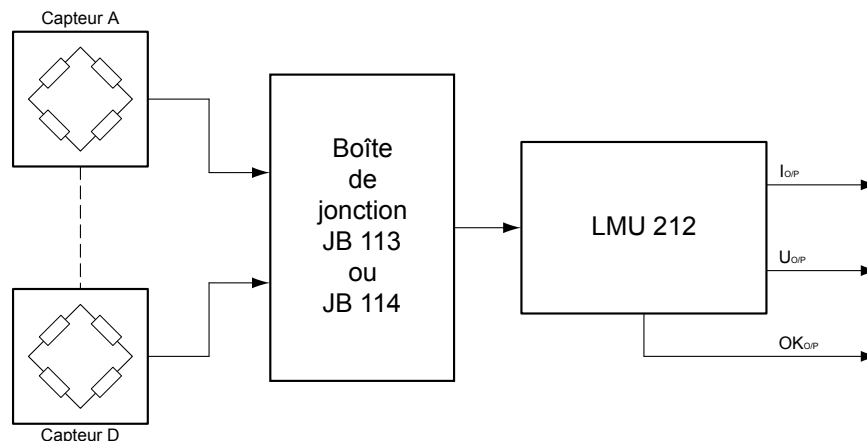 Capteur A
Boîte
de
jonction
JB 113
ou
JB 114
LMU 212
IO/P
UO/P
OKO/P
Capteur D